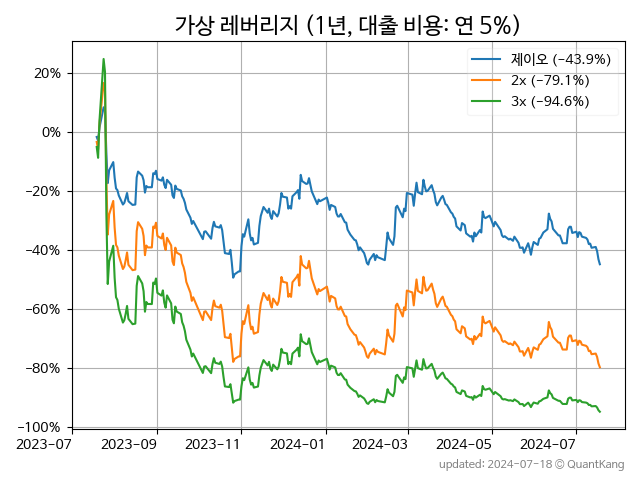 가상 레버리지 (1년, 대출 비용: 연 5%)
제이오 (−43.9%)
2x (−79.1%)
3x (−94.6%)
20%
0%
−20%
−40%
−60%
−80%
−100%
2023-07 2023-09 2023-11 2024-01 2024-03 2024-05 2024-07
updated: 2024-07-18 © QuantKang